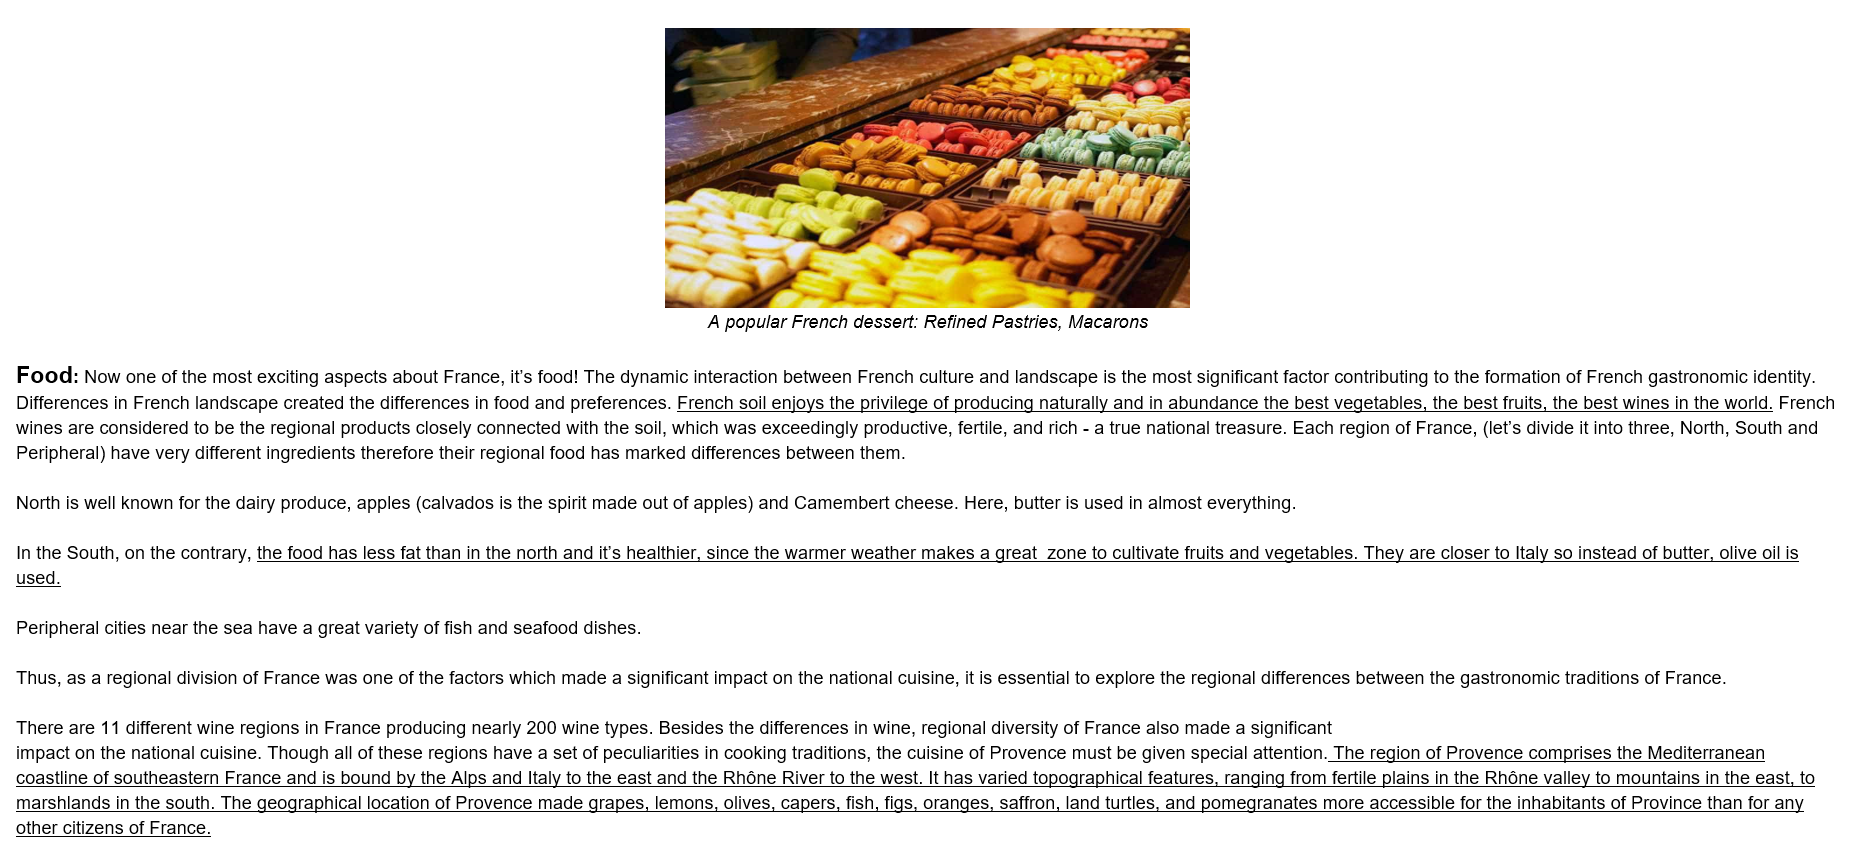 A popular French dessert: Refined Pastries, Macarons
Food: Now one of the most exciting aspects about France, it’s food! The dynamic interaction between French culture and landscape is the most significant factor contributing to the formation of French gastronomic identity.
Differences in French landscape created the differences in food and preferences. French soil enjoys the privilege of producing naturally and in abundance the best vegetables, the best fruits, the best wines in the world. French
wines are considered to be the regional products closely connected with the soil, which was exceedingly productive, fertile, and rich - a true national treasure. Each region of France, (let’s divide it into three, North, South and
Peripheral) have very different ingredients therefore their regional food has marked differences between them.
North is well known for the dairy produce, apples (calvados is the spirit made out of apples) and Camembert cheese. Here, butter is used in almost everything.
In the South, on the contrary, the food has less fat than in the north and it’s healthier, since the warmer weather makes a great  zone to cultivate fruits and vegetables. They are closer to Italy so instead of butter, olive oil is
used.
Peripheral cities near the sea have a great variety of fish and seafood dishes.
Thus, as a regional division of France was one of the factors which made a significant impact on the national cuisine, it is essential to explore the regional differences between the gastronomic traditions of France.
There are 11 different wine regions in France producing nearly 200 wine types. Besides the differences in wine, regional diversity of France also made a significant
impact on the national cuisine. Though all of these regions have a set of peculiarities in cooking traditions, the cuisine of Provence must be given special attention. The region of Provence comprises the Mediterranean
coastline of southeastern France and is bound by the Alps and Italy to the east and the Rhône River to the west. It has varied topographical features, ranging from fertile plains in the Rhône valley to mountains in the east, to
marshlands in the south. The geographical location of Provence made grapes, lemons, olives, capers, fish, figs, oranges, saffron, land turtles, and pomegranates more accessible for the inhabitants of Province than for any
other citizens of France.